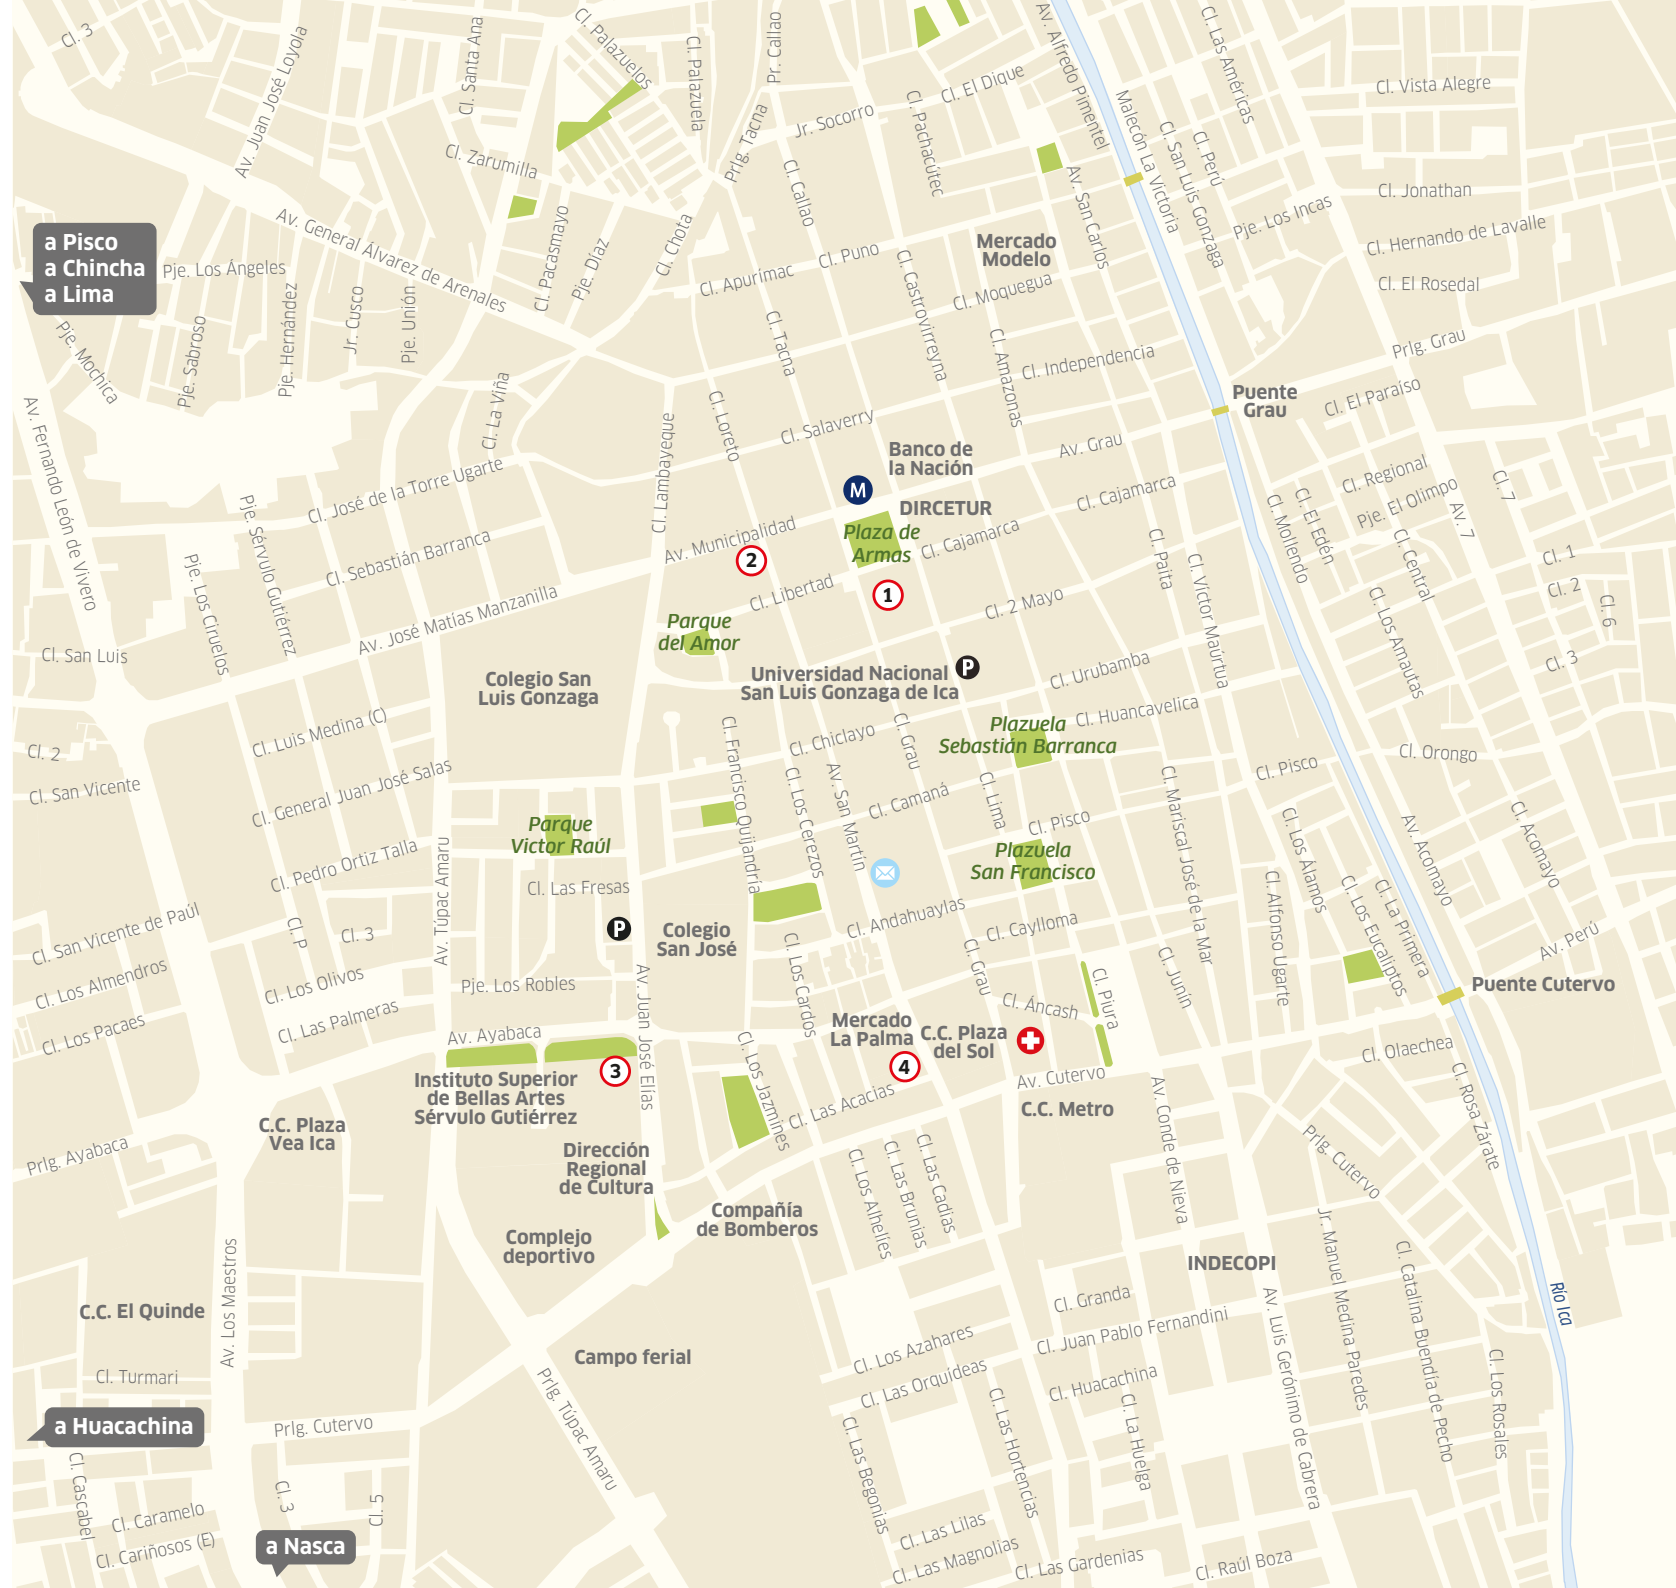 Cl. 3
Av. Juan José Loyola
Cl. Santa Ana
Cl. Palazuelos
Cl. Palazuela
Pr. Callao
Av. Alfredo Pimentel
Cl. Las Américas
Cl. Vista Alegre
Cl. El Dique
Jr. Socorro
Prlg. Tacna
Cl. Pachacútec
Malecón La Victoria
Cl. San Luis Gonzaga
Cl. Perú
Cl. Zarumilla
Cl. Callao
Av. San Carlos
Cl. Jonathan
Pje. Los Incas
Cl. Hernando de Lavalle
Av. General Álvarez de Arenales
Cl. Pacasmayo
Pje. Díaz
Cl. Chota
a Pisco
a Chincha
a Lima
Pje. Los Ángeles
Cl. Apurímac
Cl. Puno
Mercado
Modelo
Cl. Castrovirreyna
Cl. Moquegua
Cl. El Rosedal
Pje. Mochica
Pje. Sabroso
Pje. Hernández
Jr. Cusco
Pje. Unión
Cl. Tacna
Cl. Amazonas
Cl. Independencia
Prlg. Grau
Puente
Grau
Cl. El Paraíso
Av. Fernando León de Vivero
Cl. La Viña
Cl. Lambayeque
Cl. Loreto
Cl. Salaverry
Banco de
la Nación
Av. Grau
Cl. José de la Torre Ugarte
M
DIRCETUR
Plaza de
Armas
Cl. Cajamarca
Cl. Cajamarca
Cl. Regional
Pje. El Olimpo
Cl. 7
Av. 7
Cl. Mollendo
Cl. El Edén
Cl. Central
Pje. Sérvulo Gutiérrez
Cl. Sebastián Barranca
Av. Municipalidad
2
Cl. Libertad
1
Cl. 2 Mayo
Cl. Paita
Cl. Víctor Maúrtua
Cl. 1
Cl. 2
Cl. 6
Cl. 3
Cl. Los Amautas
Pje. Los Ciruelos
Av. José Matías Manzanilla
Parque
del Amor
Cl. San Luis
Colegio San
Luis Gonzaga
Universidad Nacional
San Luis Gonzaga de Ica
P
Cl. Urubamba
Cl. Huancavelica
Cl. Luis Medina (C)
Cl. 2
Cl. San Vicente
Cl. General Juan José Salas
Cl. Francisco Quijandria
Cl. Chiclayo
Cl. Grau
Plazuela
Sebastián Barranca
Cl. Orongo
Cl. Pisco
Cl. Los Cerezos
Av. San Martín
Cl. Camaná
Cl. Lima
Cl. Pisco
Cl. Mariscal José de la Mar
Cl. Los Álamos
Av. Acomayo
Cl. Acomayo
Parque
Victor Raúl
Plazuela
San Francisco
Cl. Pedro Ortiz Talla
Av. Túpac Amaru
Cl. Las Fresas
Cl. Alfonso Ugarte
Cl. Los Eucaliptos
Cl. La Primera
Cl. San Vicente de Paúl
Cl. P
Cl. 3
P
Colegio
San José
Cl. Andahuaylas
Cl. Caylloma
Av. Perú
Cl. Los Almendros
Cl. Los Olivos
Pje. Los Robles
Av. Juan José Elías
Cl. Los Cardos
Cl. Grau
Cl. Áncash
Cl. Piura
Cl. Junín
Puente Cutervo
Cl. Los Pacaes
Cl. Las Palmeras
Av. Ayabaca
Mercado
La Palma
C.C. Plaza
del Sol
Cl. Olaechea
3
4
Cl. Los Jazmines
Av. Cutervo
Instituto Superior
de Bellas Artes
Sérvulo Gutiérrez
Cl. Las Acacias
C.C. Metro
Av. Conde de Nieva
Cl. Rosa Zárate
C.C. Plaza
Vea Ica
Prlg. Ayabaca
Dirección
Regional
de Cultura
Cl. Los Alhelíes
Cl. Las Brunias
Cl. Las Cadias
Prlg. Cutervo
Compañía
de Bomberos
Complejo
deportivo
INDECOPI
Jr. Manuel Medina Paredes
Cl. Catalina Buendía de Pecho
Río Ica
Av. Los Maestros
C.C. El Quinde
Cl. Granda
Av. Luis Gerónimo de Cabrera
Cl. Juan Pablo Fernandini
Campo ferial
Cl. Los Azahares
Cl. Las Orquídeas
Cl. Huacachina
Cl. Los Rosales
Cl. Turmari
Prlg. Túpac Amaru
a Huacachina
Prlg. Cutervo
Cl. Las Begonias
Cl. Las Hortencias
Cl. La Huelga
Cl. Cascabel
Cl. 3
Cl. 5
Cl. Caramelo
Cl. Cariñosos (E)
a Nasca
Cl. Las Lilas
Cl. Las Magnolias
Cl. Las Gardenias
Cl. Raúl Boza